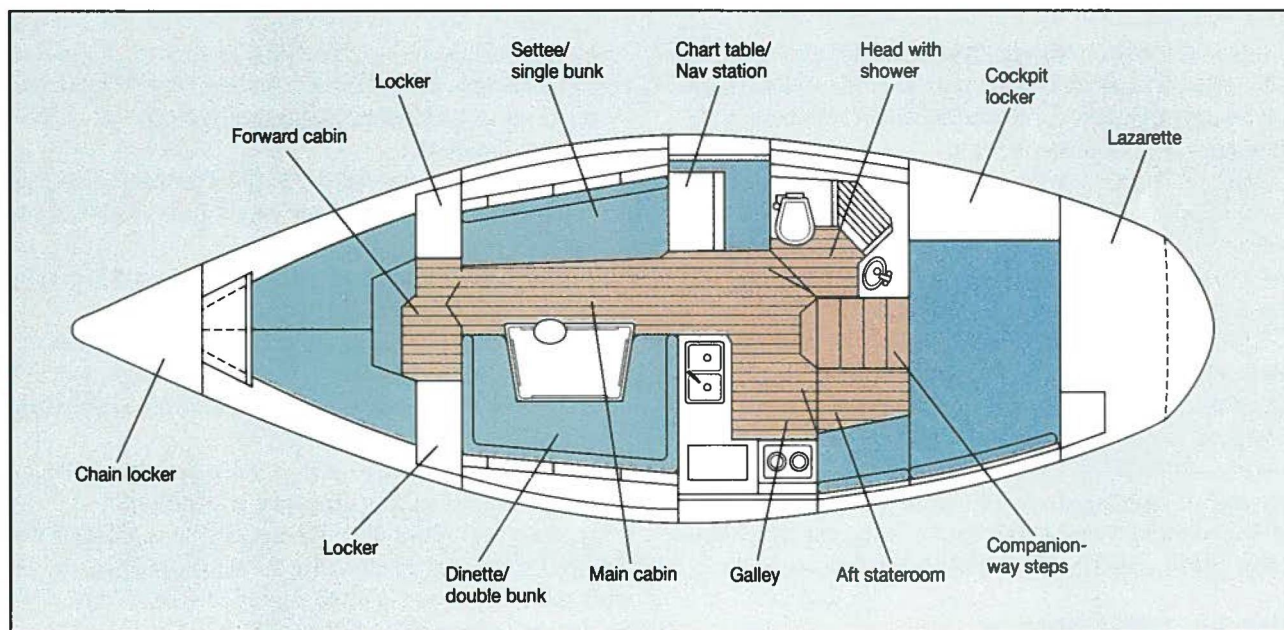 Settee/
single bunk
Chart table/
Nav station
Head with
shower
Locker
Cockpit
locker
Forward cabin
Lazarette
Chain locker
Locker
Dinette/
double bunk
Main cabin
Galley
Aft stateroom
Companion-
way steps